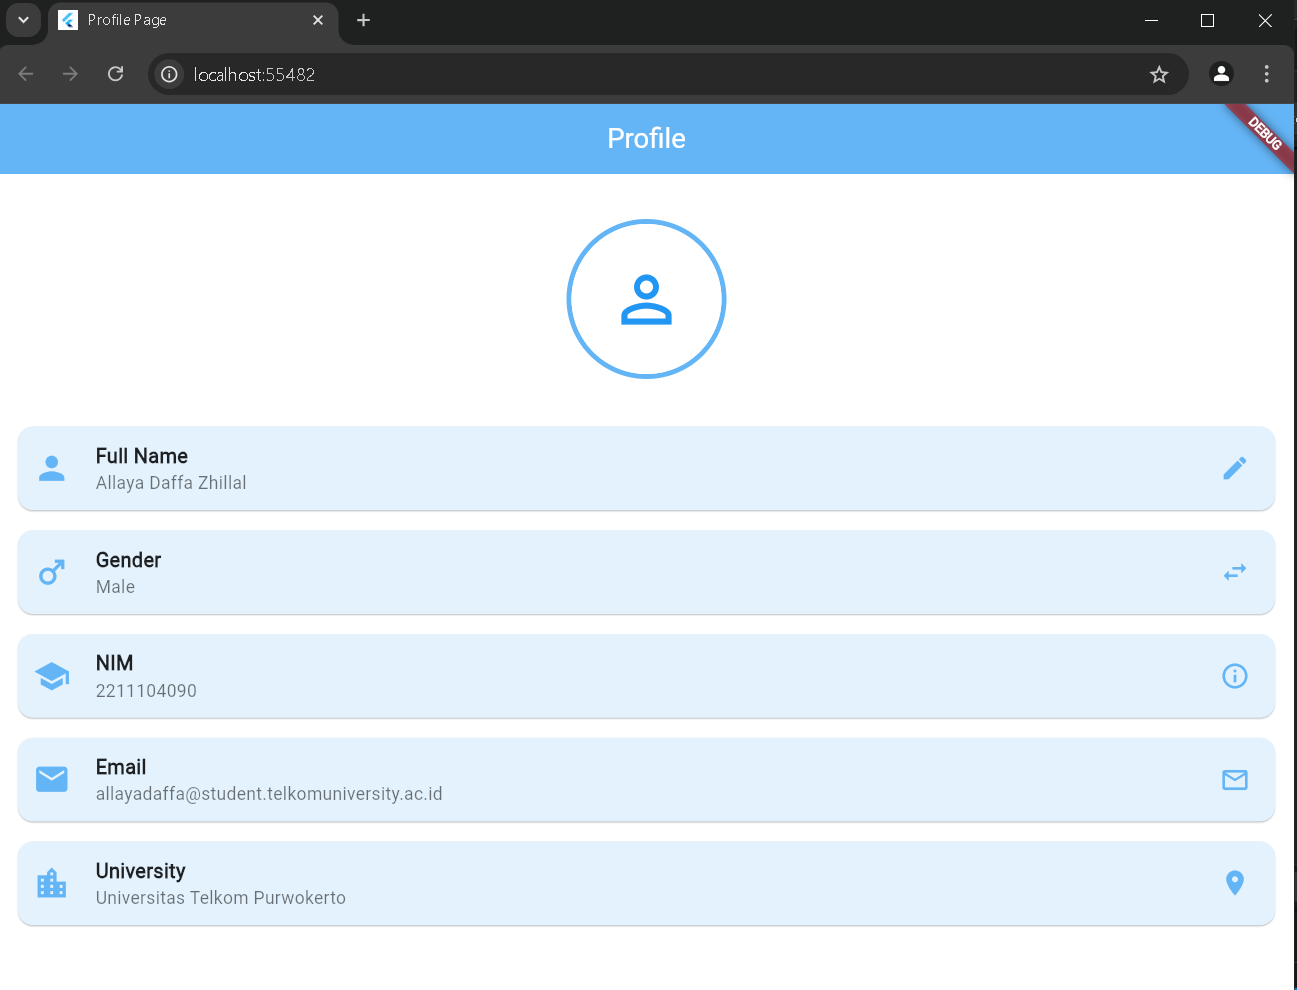 Profile Page
localhost:55482
Profile
DEBUG
Full Name
Allaya Daffa Zhillal
Gender
Male
NIM
2211104090
Email
allayadaffa@student.telkomuniversity.ac.id
University
Universitas Telkom Purwokerto